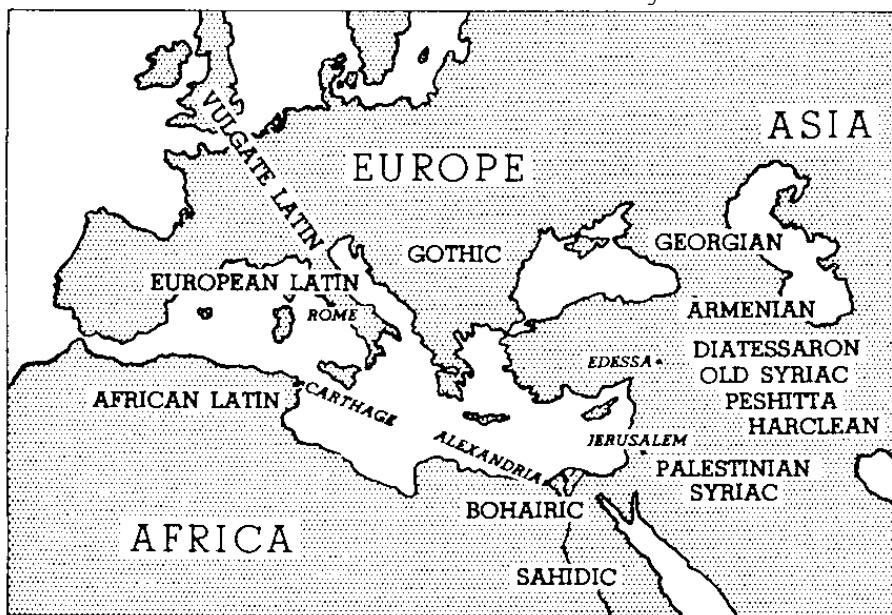 ASIA
EUROPE
VULGATE LATIN
GOTHIC
GEORGIAN
EUROPEAN LATIN
ROME
ARMENIAN
EDESSA
DIATESSARON
OLD SYRIAC
PESHITTA
HARCLEAN
AFRICAN LATIN
CARTHAGE
ALEXANDRIA
JERUSALEM
PALESTINIAN
SYRIAC
BOHAIRIC
AFRICA
SAHIDIC